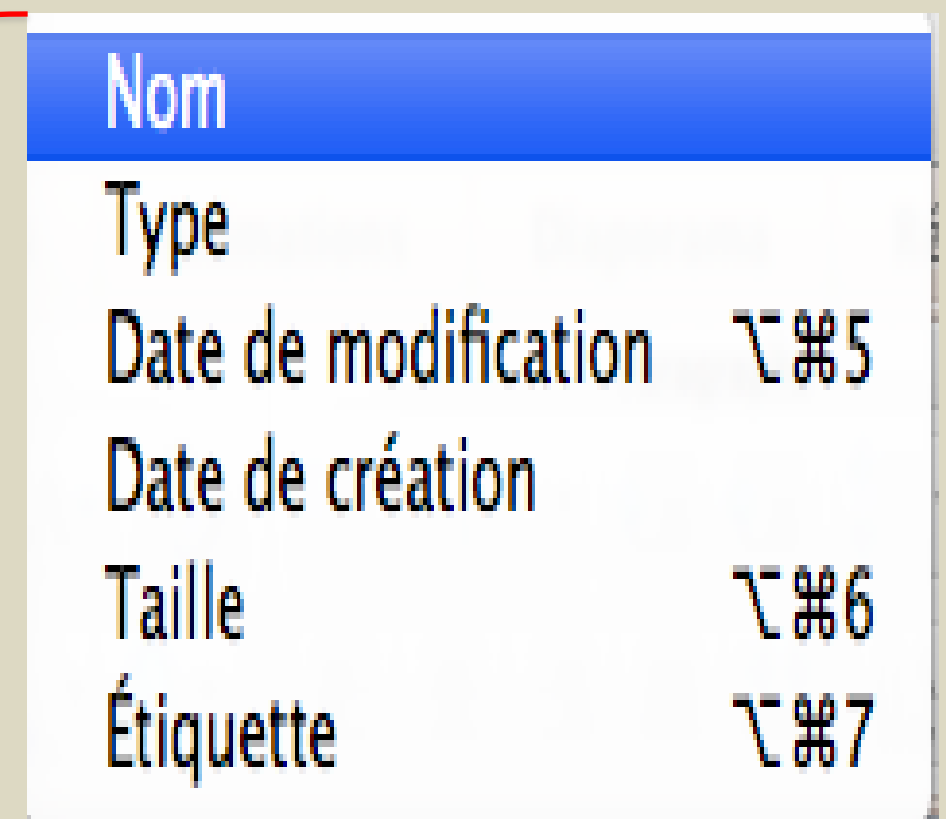 Nom
Type
Date de modification ⌥⌘5
Date de création
Taille ⌥⌘6
Étiquette ⌥⌘7